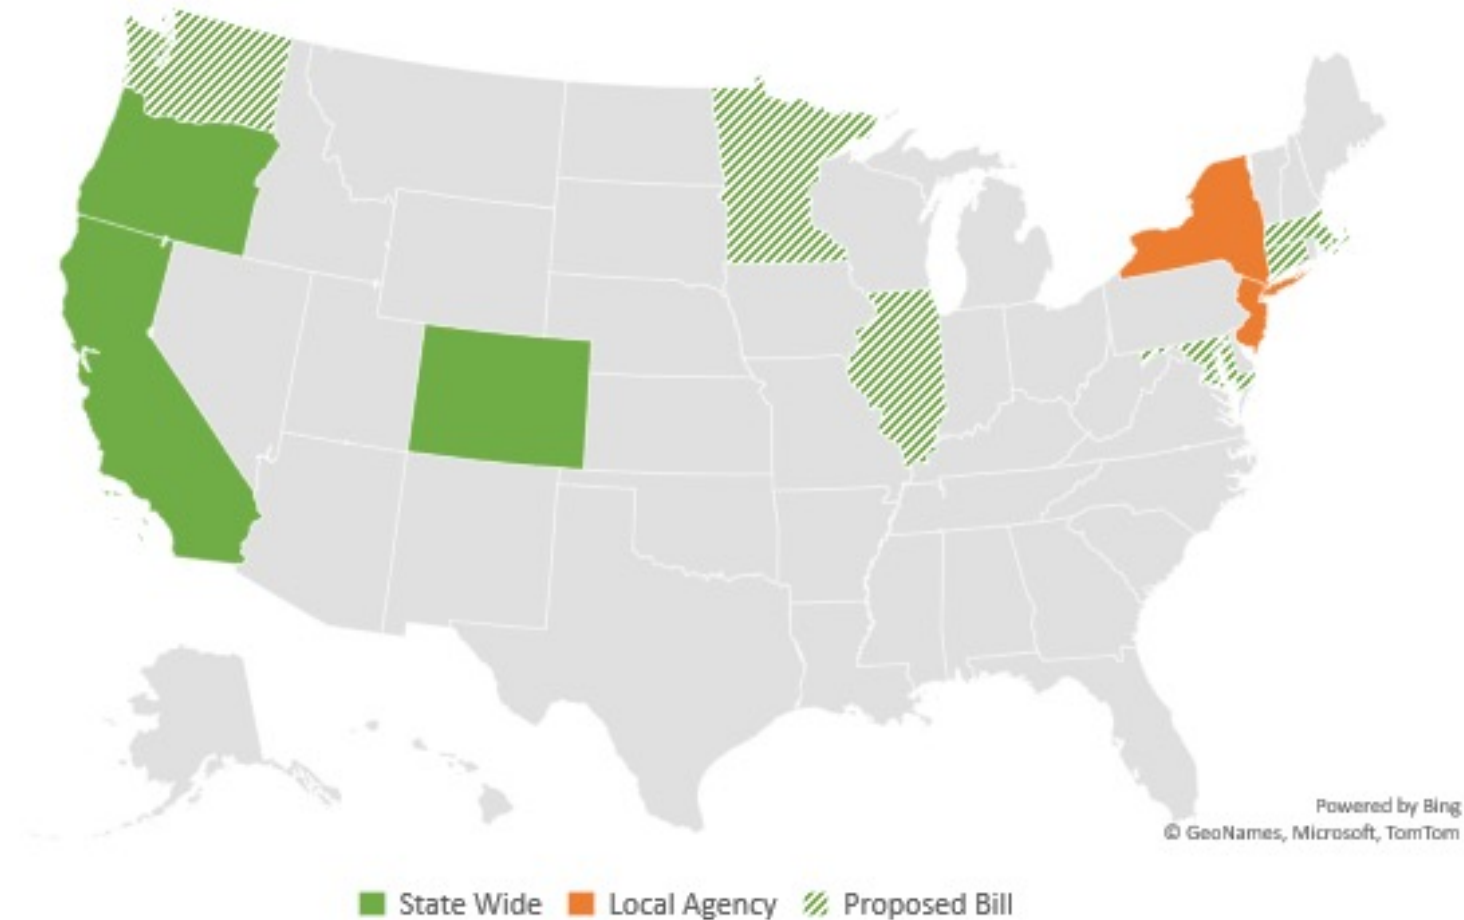 Powered by Bing
© GeoNames, Microsoft, TomTom
State Wide Local Agency Proposed Bill